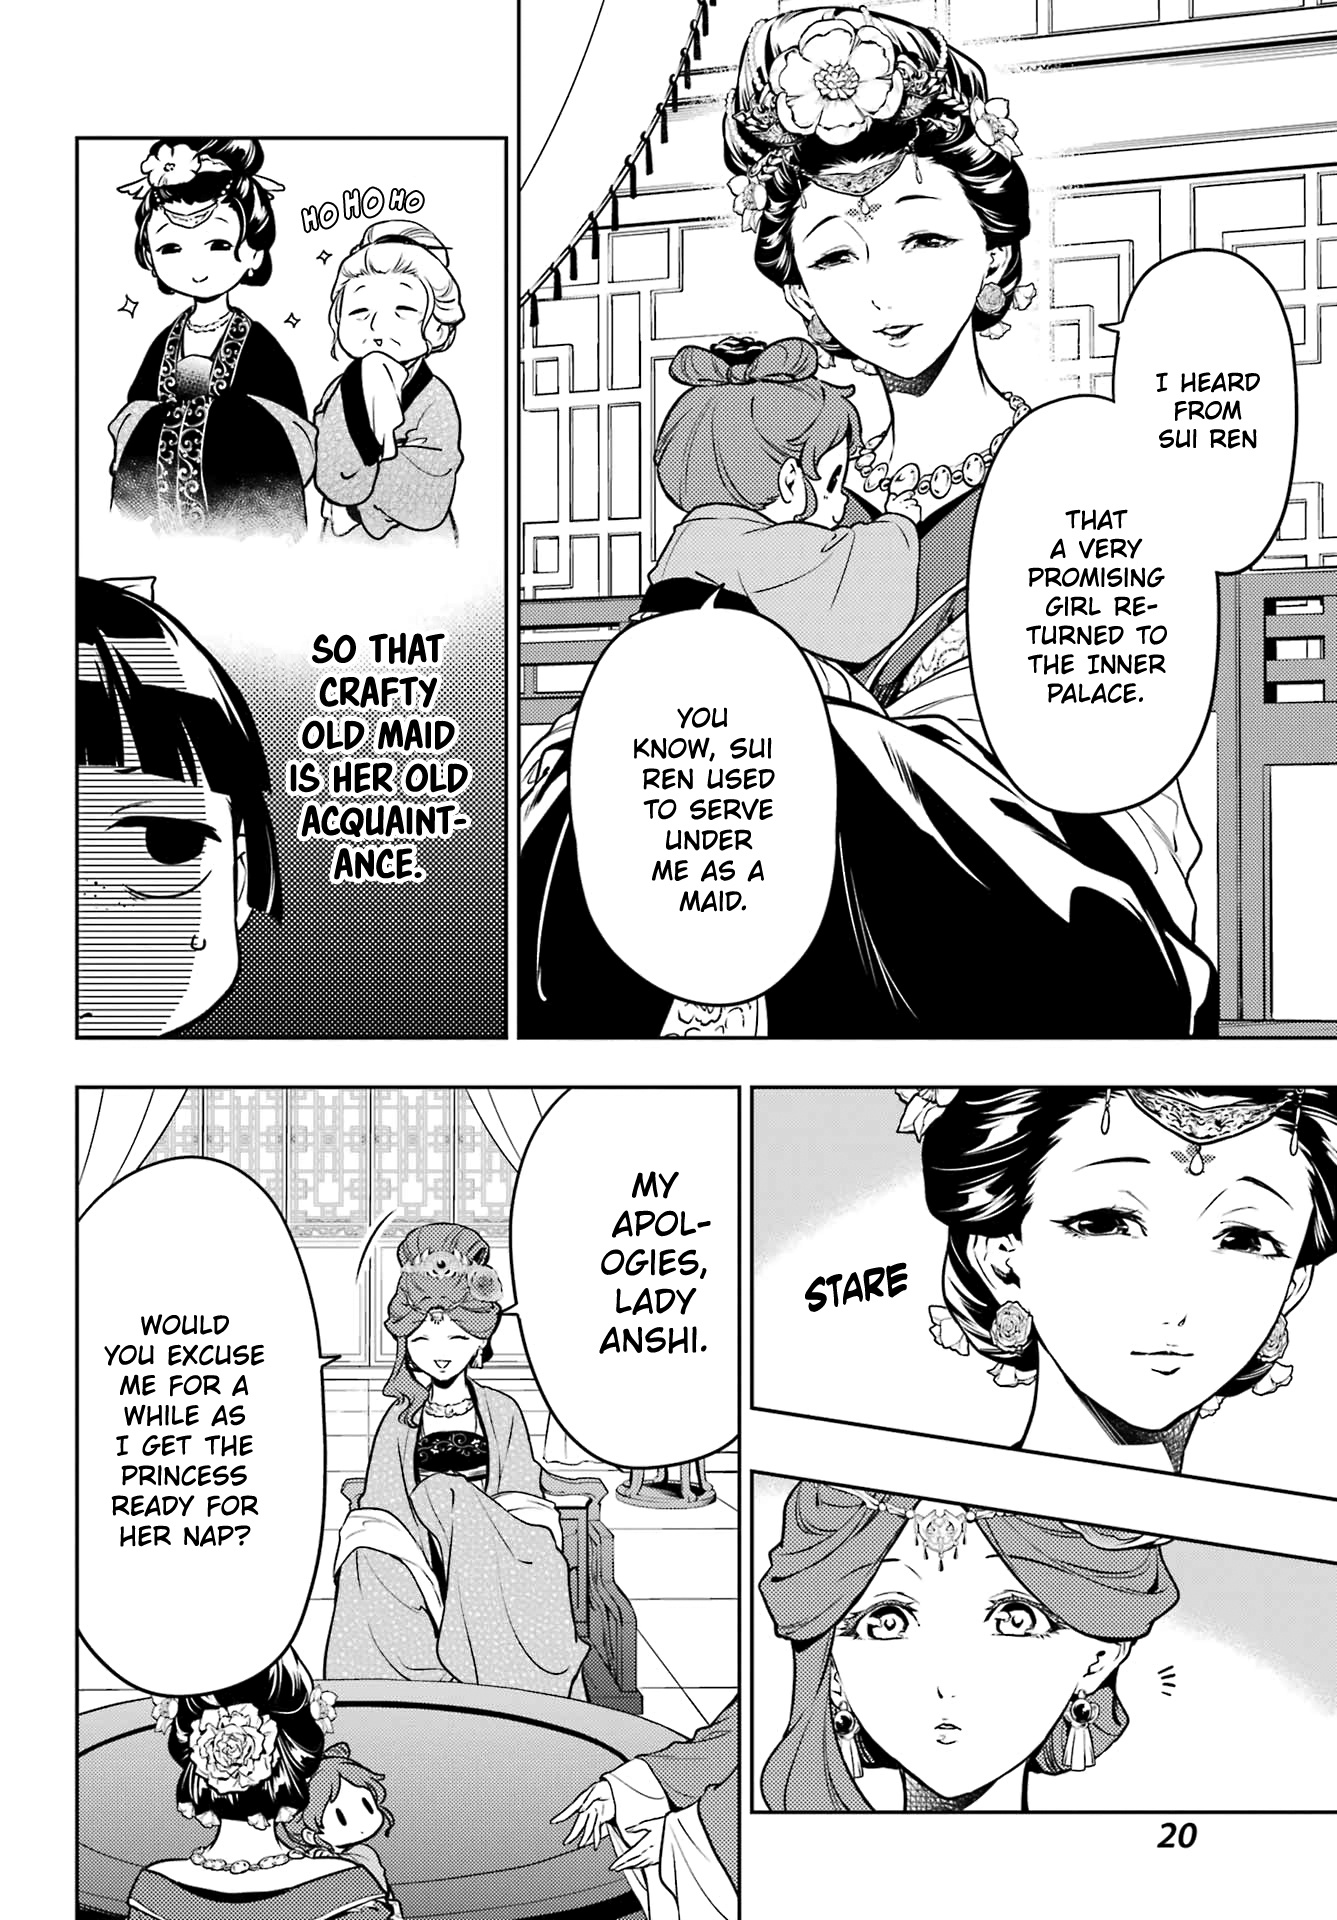 I HEARD
FROM
SUI REN
THAT
A VERY
PROMISING
GIRL RE-
TURNED TO
THE INNER
PALACE.
YOU
KNOW, SUI
REN USED
TO SERVE
UNDER
ME AS A
MAID.
HO HO HO
SO THAT
CRAFTY
OLD MAID
IS HER OLD
ACQUAINT-
ANCE.
STARE
MY
APOL-
OGIES,
LADY
ANSHI.
WOULD
YOU EXCUSE
ME FOR A
WHILE AS
I GET THE
PRINCESS
READY FOR
HER NAP?
20